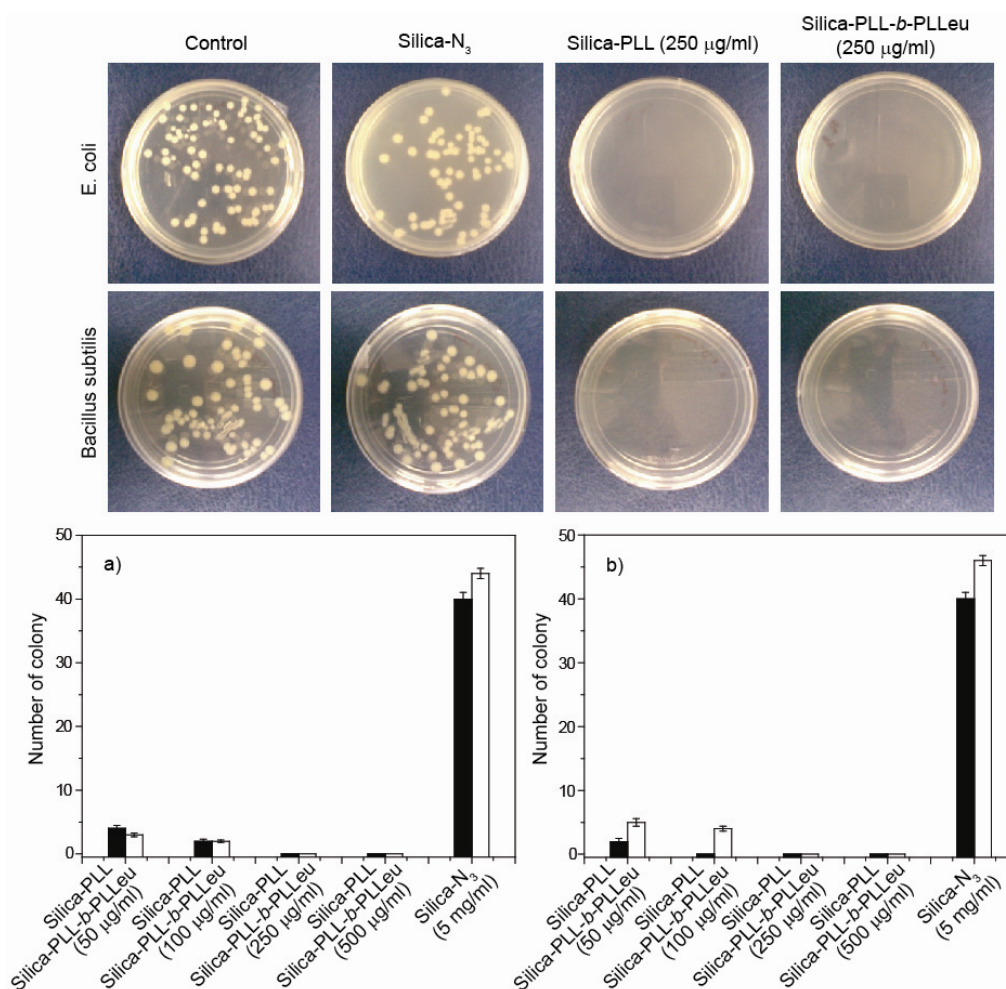 Control
Silica-N₃
Silica-PLL (250 μg/ml)
Silica-PLL-b-PLLeu
(250 μg/ml)
E. coli
Bacillus subtilis
a)
Number of colony
50
40
30
20
10
0
Silica-PLL
Silica-PLL-b-PLLeu
(50 μg/ml)
Silica-PLL
Silica-PLL-b-PLLeu
(100 μg/ml)
Silica-PLL
Silica-PLL-b-PLLeu
(250 μg/ml)
Silica-PLL
Silica-PLL-b-PLLeu
(500 μg/ml)
Silica-N₃
(5 mg/ml)
b)
Number of colony
50
40
30
20
10
0
Silica-PLL
Silica-PLL-b-PLLeu
(50 μg/ml)
Silica-PLL
Silica-PLL-b-PLLeu
(100 μg/ml)
Silica-PLL
Silica-PLL-b-PLLeu
(250 μg/ml)
Silica-PLL
Silica-PLL-b-PLLeu
(500 μg/ml)
Silica-N₃
(5 mg/ml)